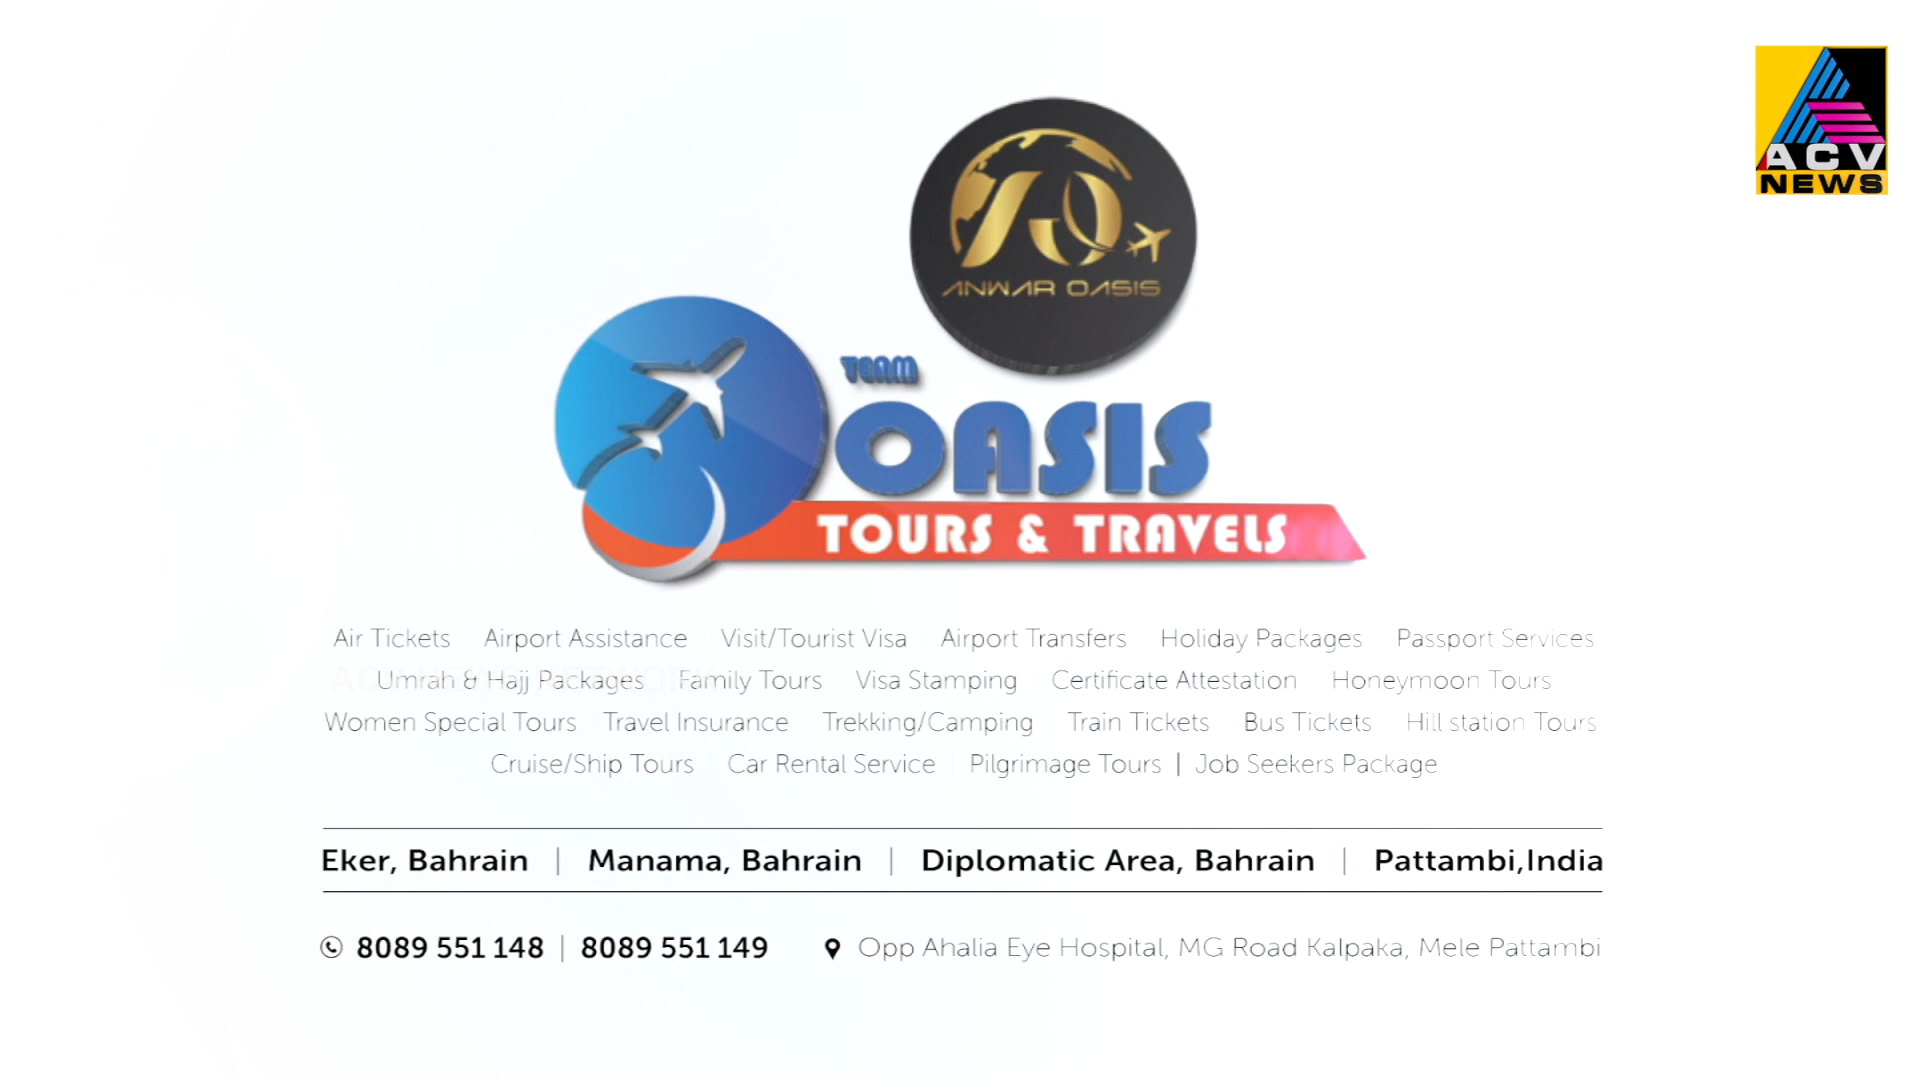 ACV
NEWS
ANWAR OASIS
TEAM
OASIS
TOURS & TRAVELS
Air Tickets Airport Assistance Visit/Tourist Visa Airport Transfers Holiday Packages Passport Services
Umrah & Hajj Packages Family Tours Visa Stamping Certificate Attestation Honeymoon Tours
Women Special Tours Travel Insurance Trekking/Camping Train Tickets Bus Tickets Hill station Tours
Cruise/Ship Tours Car Rental Service Pilgrimage Tours | Job Seekers Package
Eker, Bahrain | Manama, Bahrain | Diplomatic Area, Bahrain | Pattambi,India
8089 551 148 | 8089 551 149 Opp Ahalia Eye Hospital, MG Road Kalpaka, Mele Pattambi